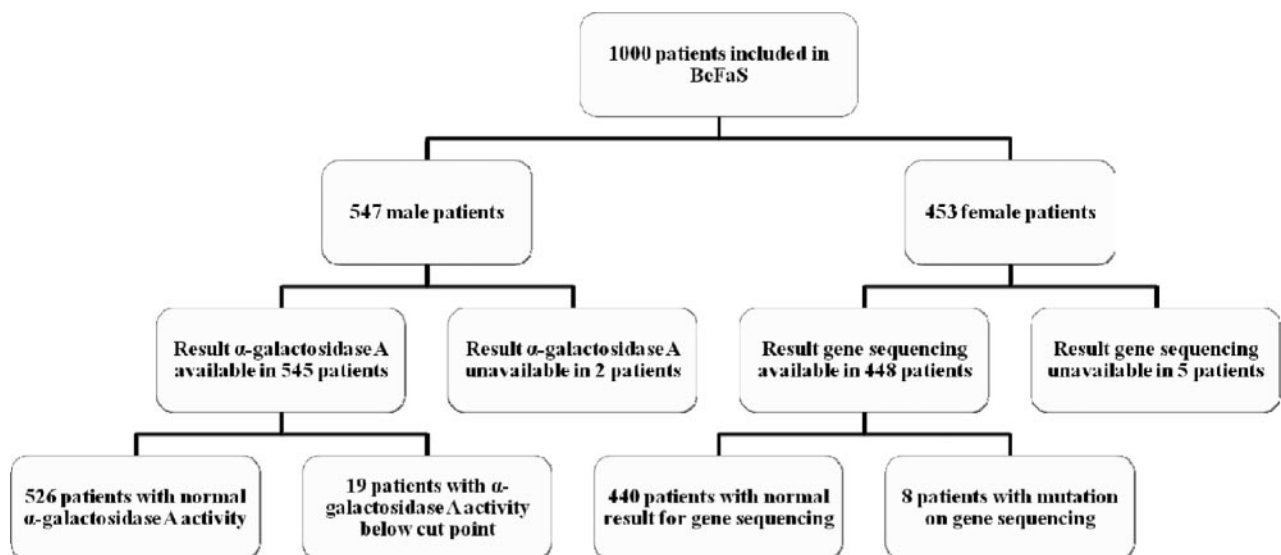 1000 patients included in
BeFaS
547 male patients
453 female patients
Result α-galactosidase A
available in 545 patients
Result α-galactosidase A
unavailable in 2 patients
Result gene sequencing
available in 448 patients
Result gene sequencing
unavailable in 5 patients
526 patients with normal
α-galactosidase A activity
19 patients with α-
galactosidase A activity
below cut point
440 patients with normal
result for gene sequencing
8 patients with mutation
on gene sequencing